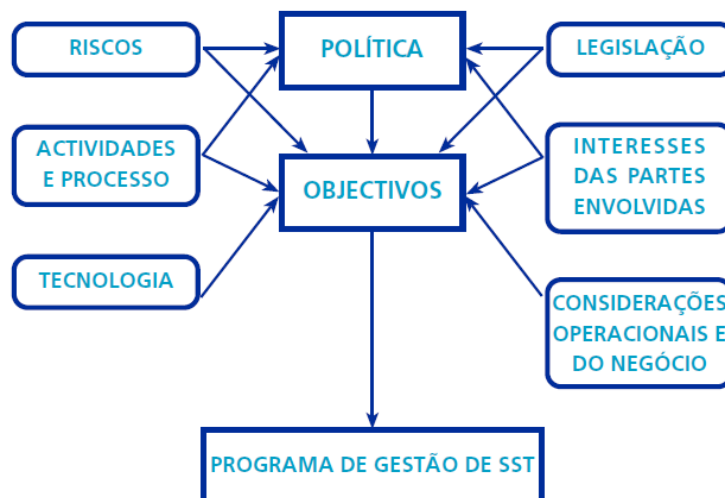 RISCOS
POLÍTICA
LEGISLAÇÃO
ACTIVIDADES
E PROCESSO
OBJECTIVOS
INTERESSES
DAS PARTES
ENVOLVIDAS
TECNOLOGIA
CONSIDERAÇÕES
OPERACIONAIS E
DO NEGÓCIO
PROGRAMA DE GESTÃO DE SST